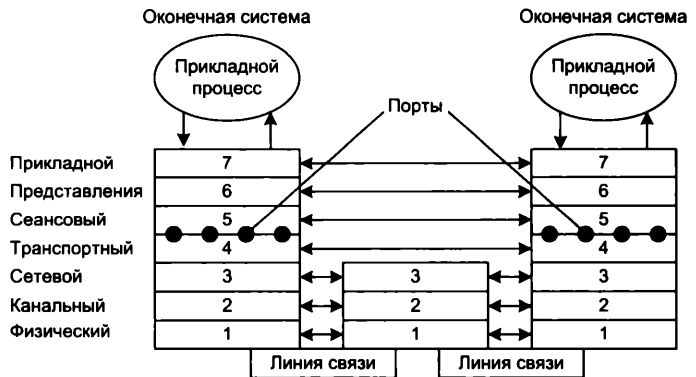 Оконечная система
Оконечная система
Прикладной
процесс
Прикладной
процесс
Порты
Прикладной 7 7
Представления 6 6
Сеансовый 5 5
Транспортный 4 4
Сетевой 3 3 3
Канальный 2 2 2
Физический 1 1 1
Линия связи
Линия связи